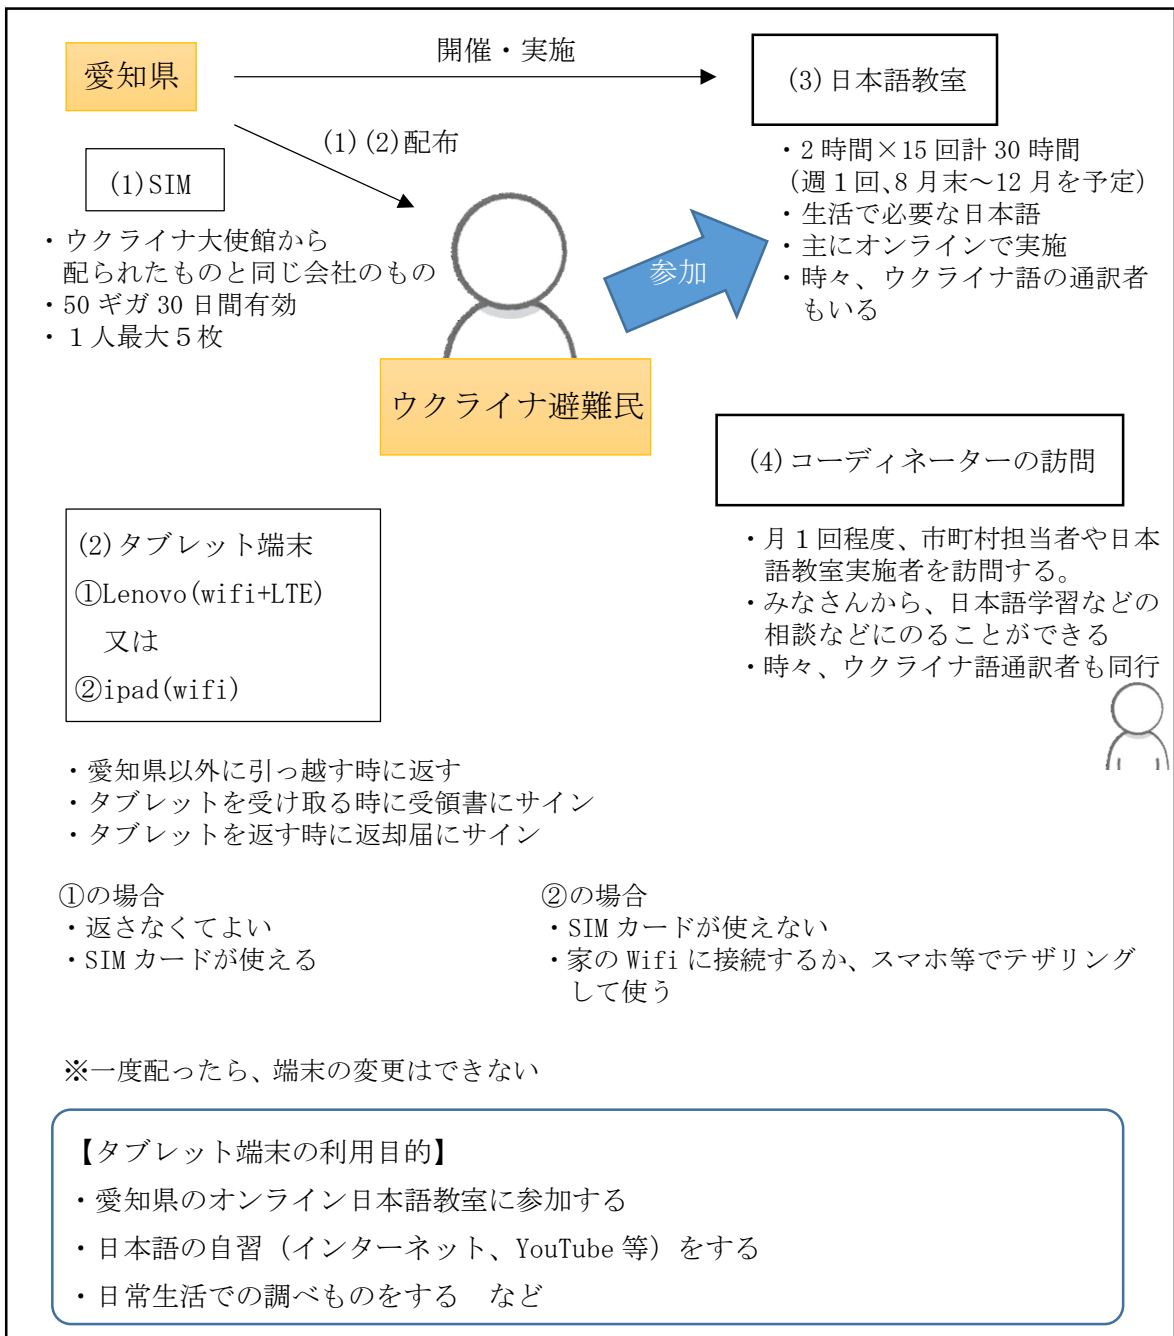 愛知県
開催・実施
(1)(2)配布
(1)SIM
・ウクライナ大使館から
配られたものと同じ会社のもの
・50ギガ30日間有効
・１人最大５枚
(3)日本語教室
・2時間×15回計30時間
（週１回、8月末～12月を予定）
・生活で必要な日本語
・主にオンラインで実施
・時々、ウクライナ語の通訳者
もいる
参加
ウクライナ避難民
(4)コーディネーターの訪問
・月１回程度、市町村担当者や日本
語教室実施者を訪問する。
・みなさんから、日本語学習などの
相談などにのることができる
・時々、ウクライナ語通訳者も同行
(2)タブレット端末
①Lenovo(wifi+LTE)
又は
②ipad(wifi)
・愛知県以外に引っ越す時に返す
・タブレットを受け取る時に受領書にサイン
・タブレットを返す時に返却届にサイン
①の場合
・返さなくてよい
・SIMカードが使える
②の場合
・SIMカードが使えない
・家のWifiに接続するか、スマホ等でテザリング
して使う
※一度配ったら、端末の変更はできない
【タブレット端末の利用目的】
・愛知県のオンライン日本語教室に参加する
・日本語の自習（インターネット、YouTube等）をする
・日常生活での調べものをする　など